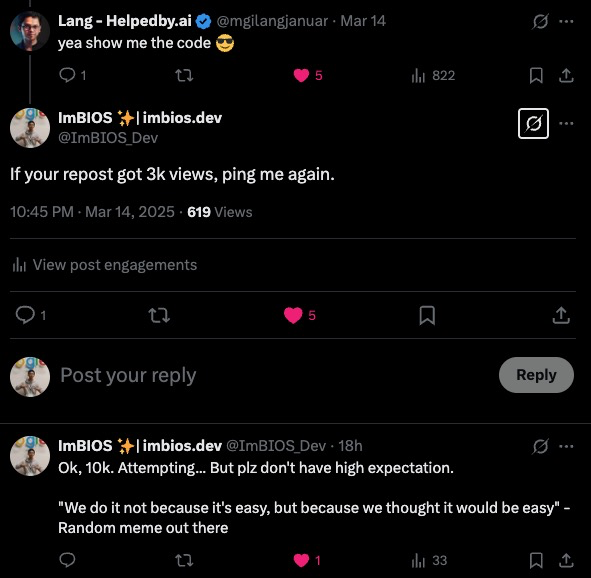 Lang - Helpedby.ai @mgilangjanuar · Mar 14
yea show me the code 😎
1 5 822
ImBIOS ✨| imbios.dev
@ImBIOS_Dev
If your repost got 3k views, ping me again.
10:45 PM · Mar 14, 2025 · 619 Views
View post engagements
1 5
Post your reply
Reply
ImBIOS ✨| imbios.dev @ImBIOS_Dev · 18h
Ok, 10k. Attempting... But plz don't have high expectation.
"We do it not because it's easy, but because we thought it would be easy" -
Random meme out there
1 33